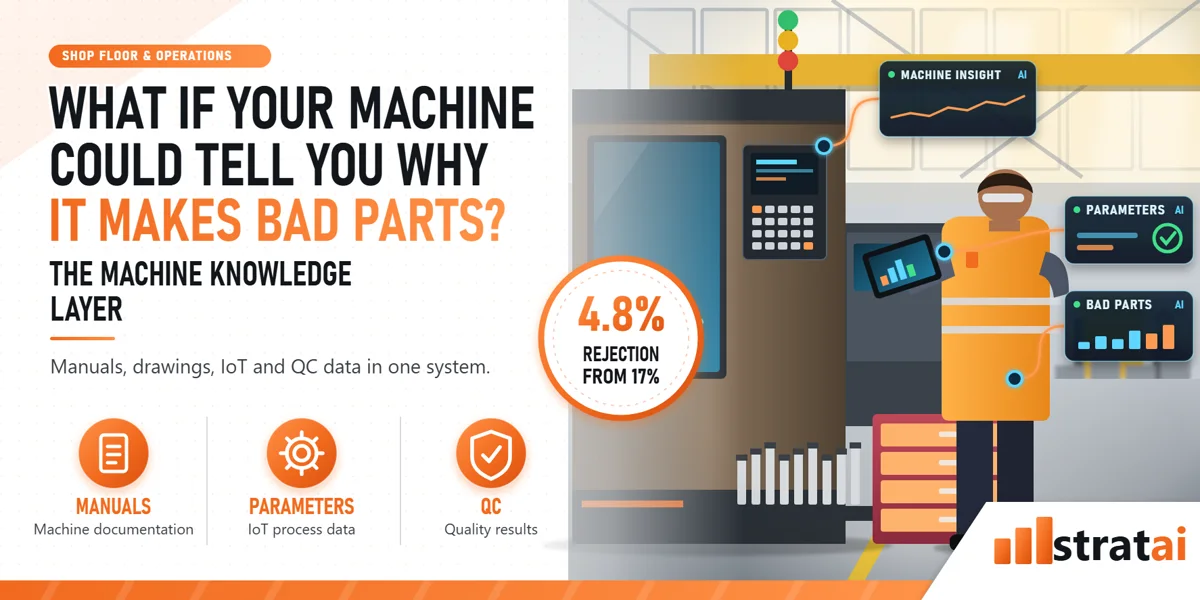 SHOP FLOOR & OPERATIONS
WHAT IF YOUR MACHINE
COULD TELL YOU WHY
IT MAKES BAD PARTS?
THE MACHINE KNOWLEDGE
LAYER
Manuals, drawings, IoT and QC data in one system.
MANUALS
Machine documentation
PARAMETERS
IoT process data
QC
Quality results
4.8%
REJECTION
FROM 17%
MACHINE INSIGHT AI
PARAMETERS AI
BAD PARTS AI
stratai